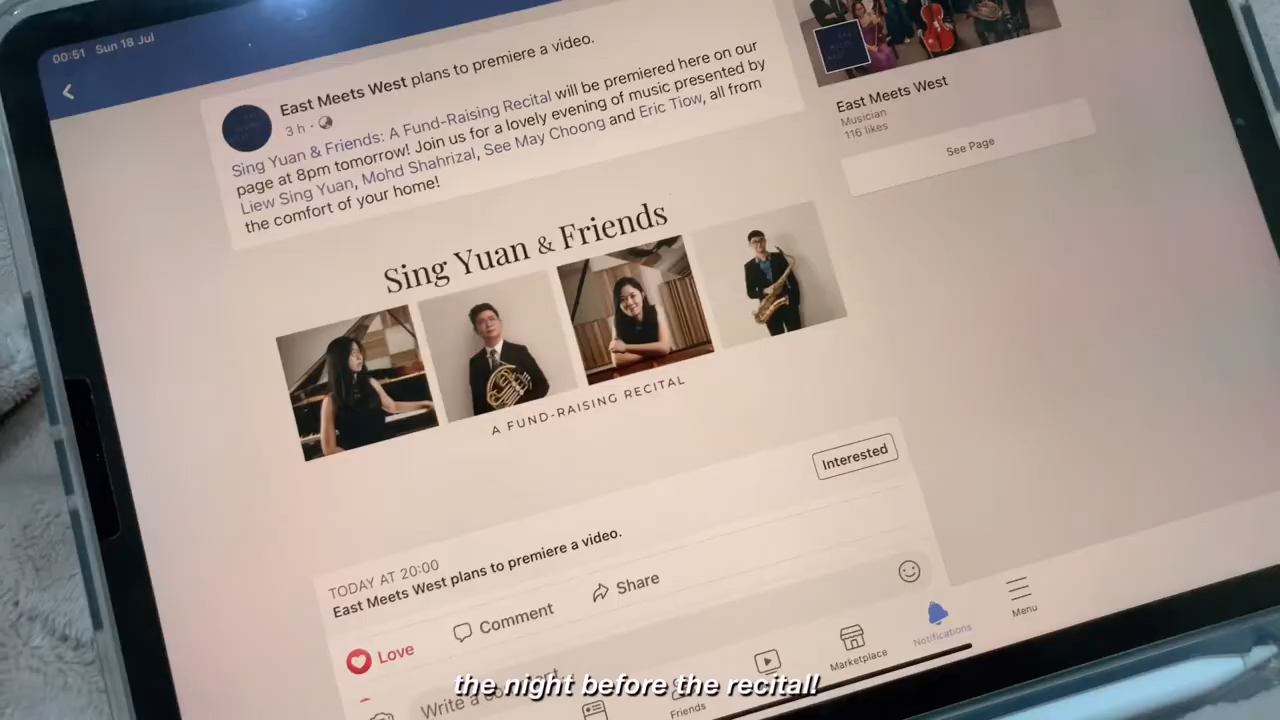 00:51 Sun 18 Jul
East Meets West plans to premiere a video.
3 h ·
Sing Yuan & Friends: A Fund-Raising Recital will be premiered here on our
page at 8pm tomorrow! Join us for a lovely evening of music presented by
Liew Sing Yuan, Mohd Shahrizal, See May Choong and Eric Tiow, all from
the comfort of your home!
Sing Yuan & Friends
A FUND-RAISING RECITAL
East Meets West
Musician
116 likes
See Page
Interested
TODAY AT 20:00
East Meets West plans to premiere a video.
Love
Comment
Share
Write a
Friends
Marketplace
Notifications
Menu
the night before the recital!